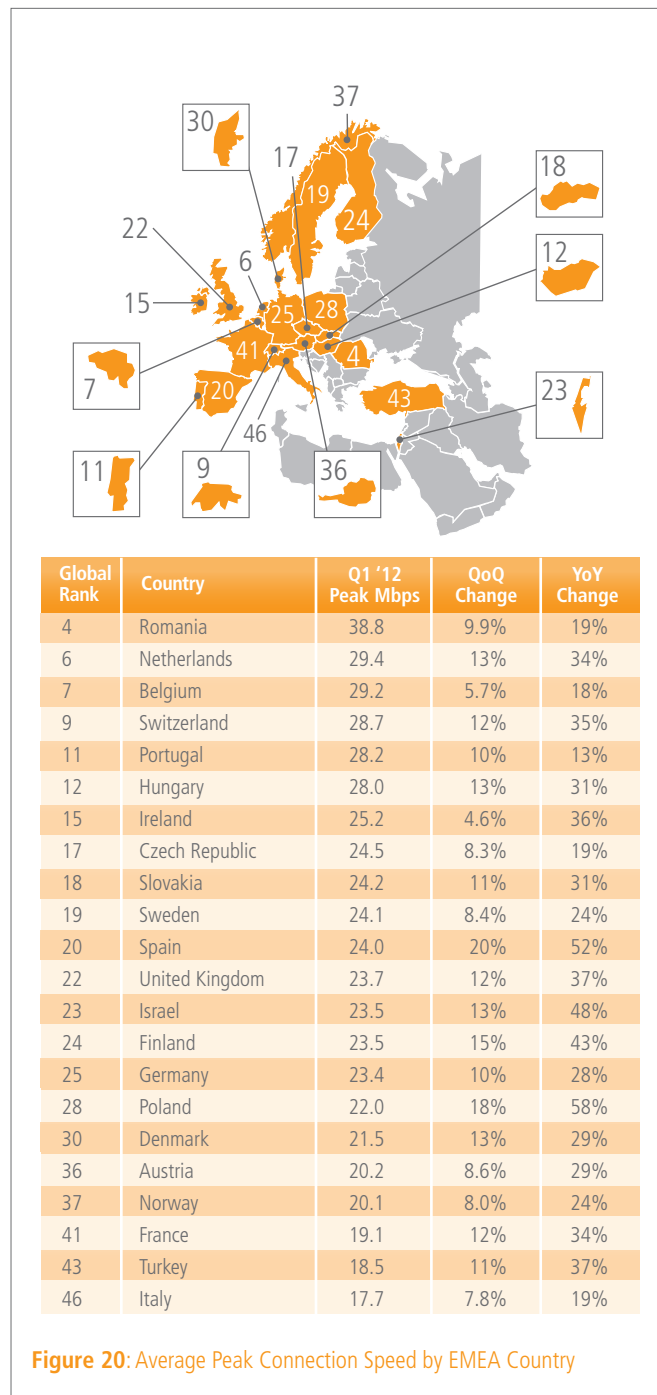 37
30
17
18
19
24
22
12
6
15
25
28
41
4
7
20
43
23
46
11
9
36
Global Rank Country Q1 ’12 Peak Mbps QoQ Change YoY Change
4 Romania 38.8 9.9% 19%
6 Netherlands 29.4 13% 34%
7 Belgium 29.2 5.7% 18%
9 Switzerland 28.7 12% 35%
11 Portugal 28.2 10% 13%
12 Hungary 28.0 13% 31%
15 Ireland 25.2 4.6% 36%
17 Czech Republic 24.5 8.3% 19%
18 Slovakia 24.2 11% 31%
19 Sweden 24.1 8.4% 24%
20 Spain 24.0 20% 52%
22 United Kingdom 23.7 12% 37%
23 Israel 23.5 13% 48%
24 Finland 23.5 15% 43%
25 Germany 23.4 10% 28%
28 Poland 22.0 18% 58%
30 Denmark 21.5 13% 29%
36 Austria 20.2 8.6% 29%
37 Norway 20.1 8.0% 24%
41 France 19.1 12% 34%
43 Turkey 18.5 11% 37%
46 Italy 17.7 7.8% 19%
Figure 20: Average Peak Connection Speed by EMEA Country